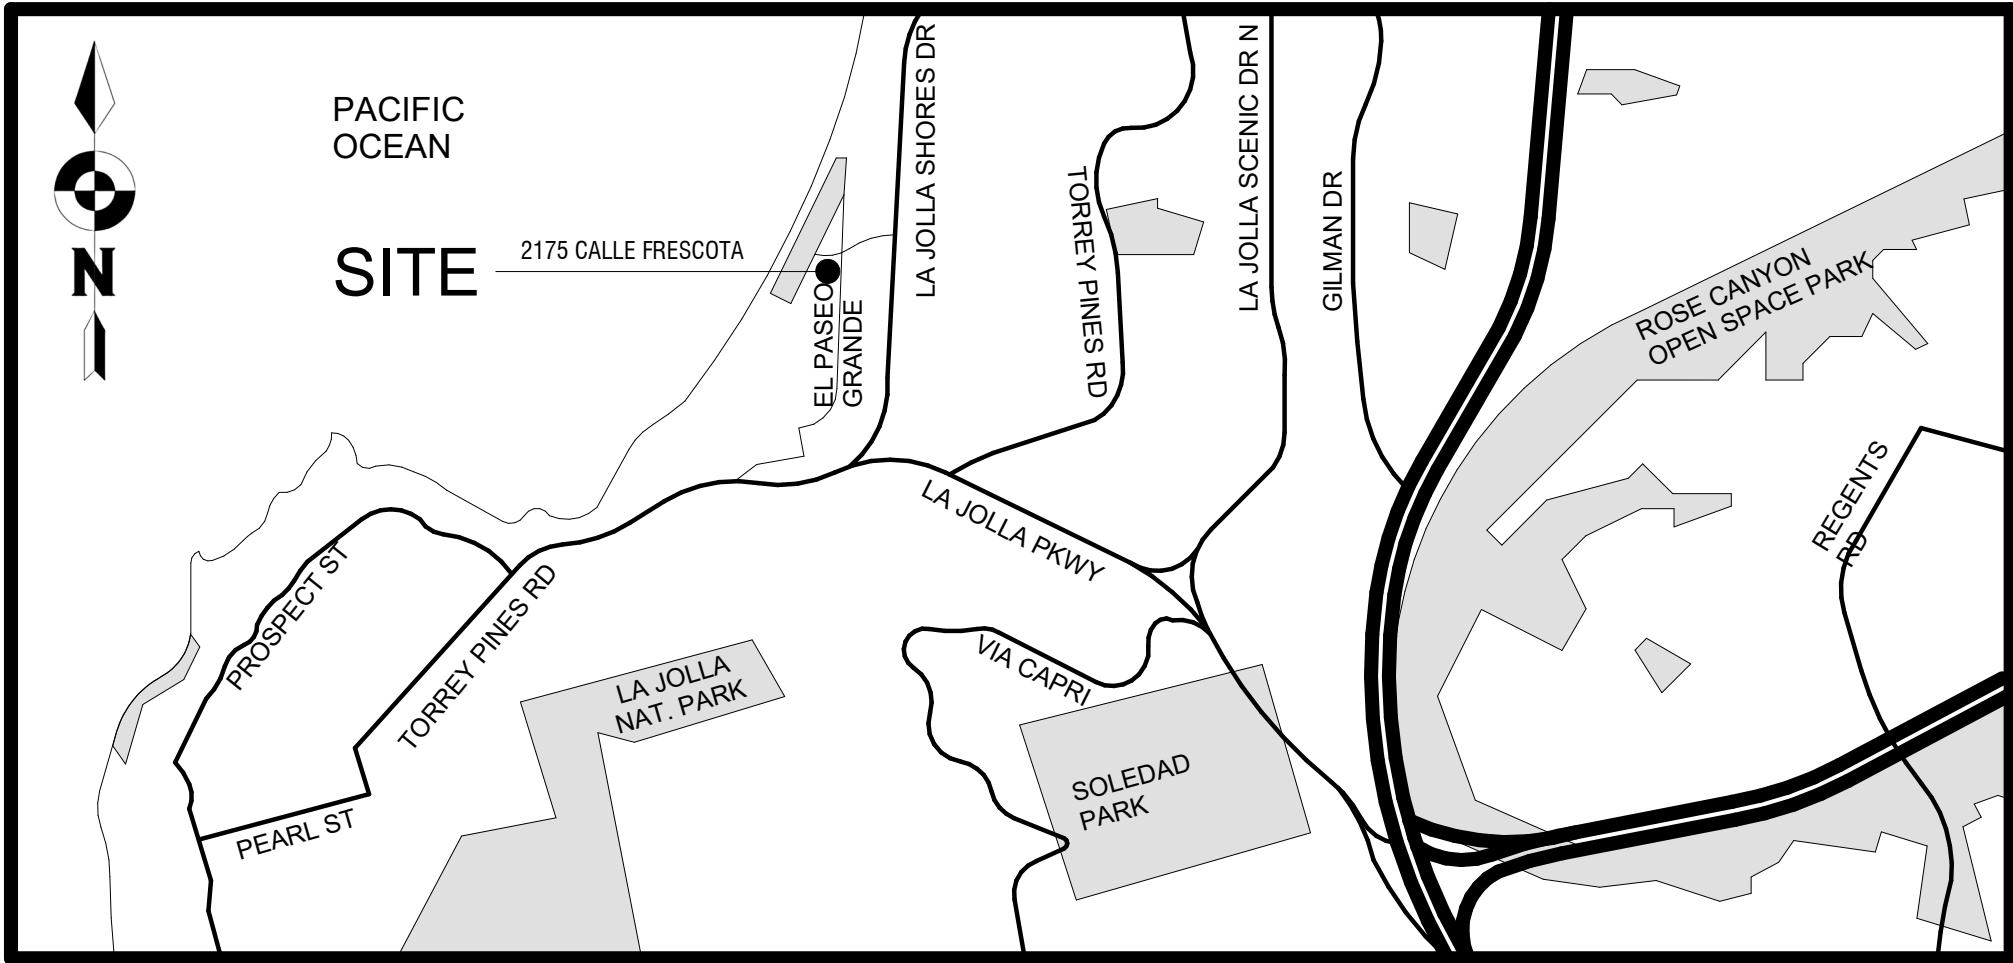 PACIFIC
OCEAN
N
SITE
2175 CALLE FRESCOTA
EL PASEO
GRANDE
LA JOLLA SHORES DR
TORREY PINES RD
LA JOLLA SCENIC DR N
GILMAN DR
ROSE CANYON
OPEN SPACE PARK
REGENTS
RD
LA JOLLA PKWY
PROSPECT ST
TORREY PINES RD
VIA CAPRI
LA JOLLA
NAT. PARK
SOLEDAD
PARK
PEARL ST